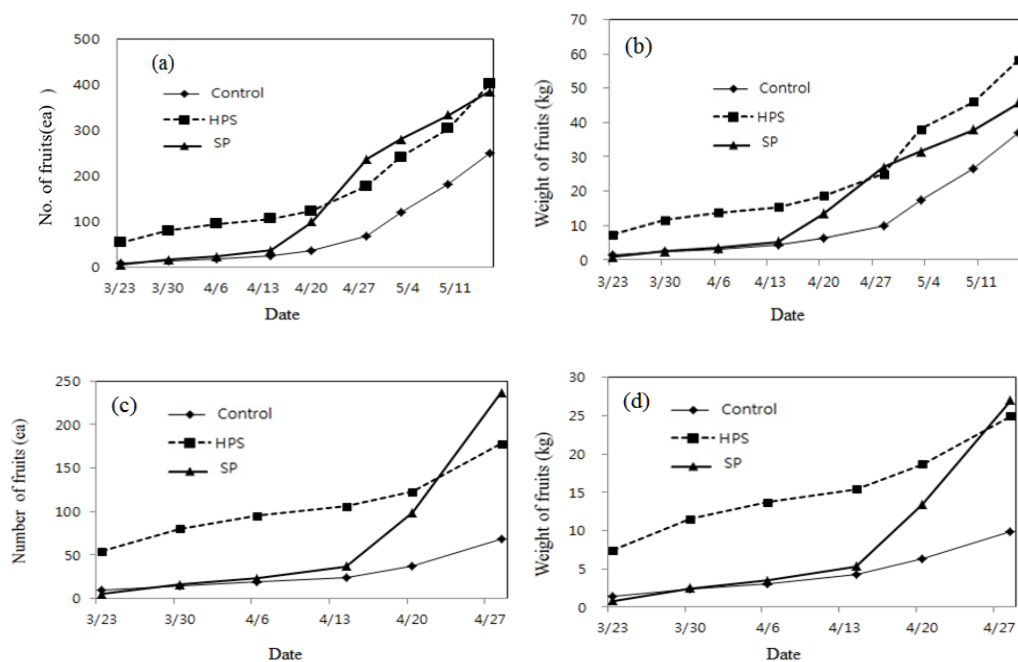 (a)
No. of fruits(ea) )
500
400
300
200
100
0
Control
HPS
SP
3/23 3/30 4/6 4/13 4/20 4/27 5/4 5/11
Date
(b)
Weight of fruits (kg)
70
60
50
40
30
20
10
0
Control
HPS
SP
3/23 3/30 4/6 4/13 4/20 4/27 5/4 5/11
Date
(c)
Number of fruits (ea)
250
200
150
100
50
0
Control
HPS
SP
3/23 3/30 4/6 4/13 4/20 4/27
Date
(d)
Weight of fruits (kg)
30
25
20
15
10
5
0
Control
HPS
SP
3/23 3/30 4/6 4/13 4/20 4/27
Date